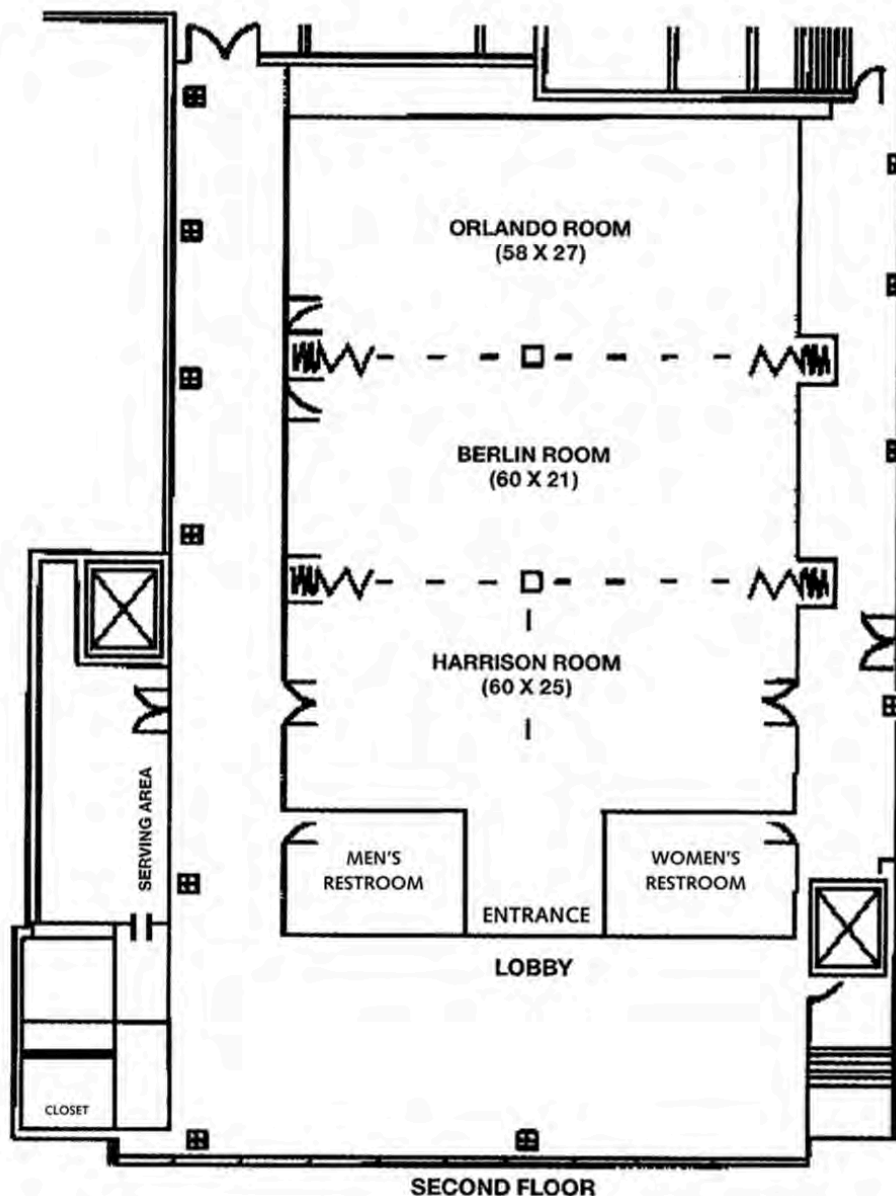 ORLANDO ROOM
(58 X 27)
BERLIN ROOM
(60 X 21)
HARRISON ROOM
(60 X 25)
SERVING AREA
MEN'S
RESTROOM
WOMEN'S
RESTROOM
ENTRANCE
LOBBY
CLOSET
SECOND FLOOR